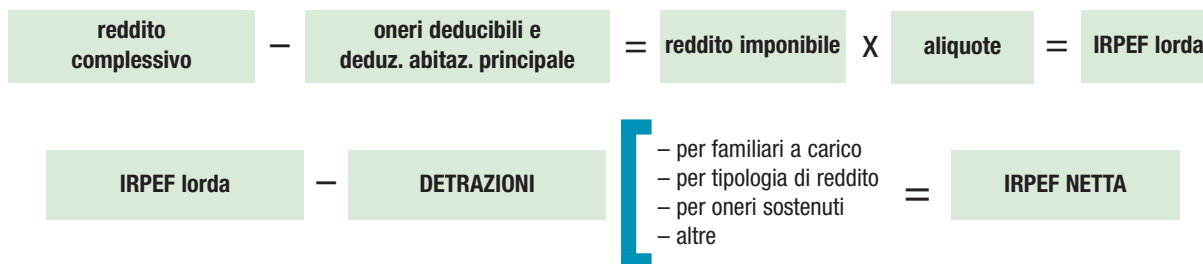 reddito complessivo − oneri deducibili e deduz. abitaz. principale = reddito imponibile X aliquote = IRPEF lorda
IRPEF lorda − DETRAZIONI
– per familiari a carico
– per tipologia di reddito
– per oneri sostenuti
– altre
= IRPEF NETTA